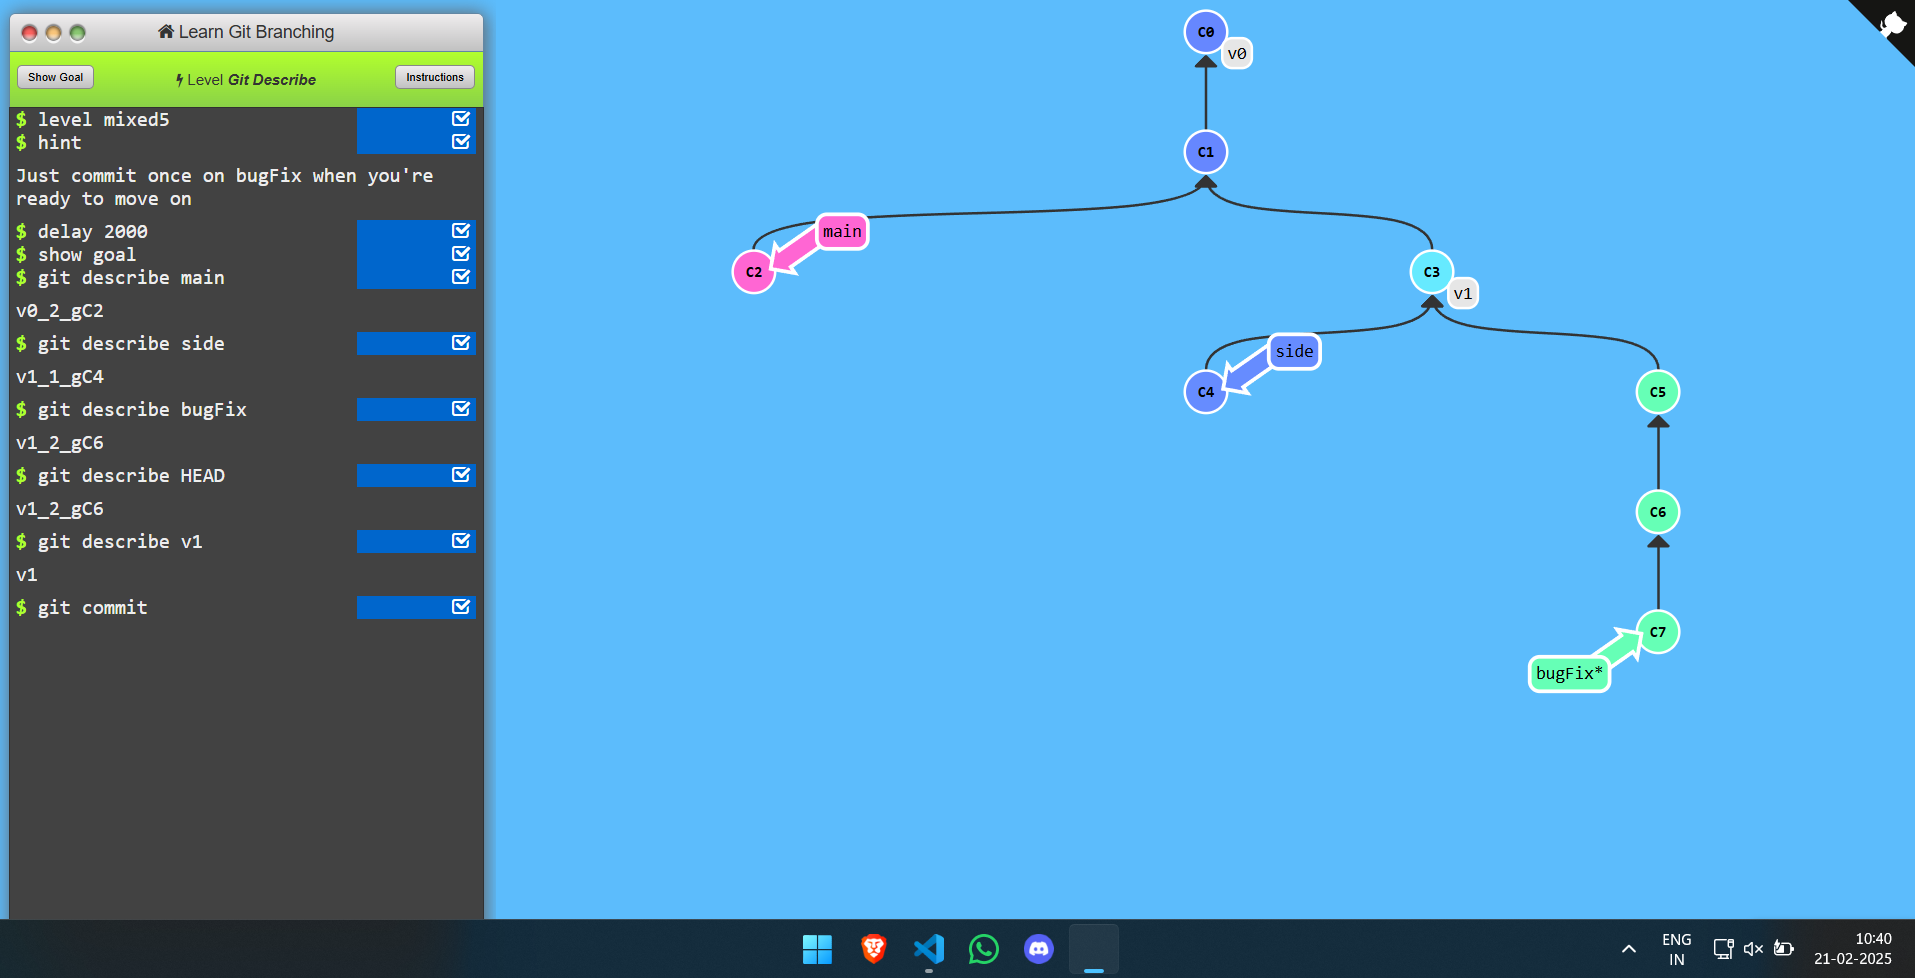 Learn Git Branching
Show Goal
Level Git Describe
Instructions
$ level mixed5
$ hint
Just commit once on bugFix when you're
ready to move on
$ delay 2000
$ show goal
$ git describe main
v0_2_gC2
$ git describe side
v1_1_gC4
$ git describe bugFix
v1_2_gC6
$ git describe HEAD
v1_2_gC6
$ git describe v1
v1
$ git commit
C0
v0
C1
main
C2
C3
v1
side
C4
C5
C6
C7
bugFix*
ENG
IN
10:40
21-02-2025